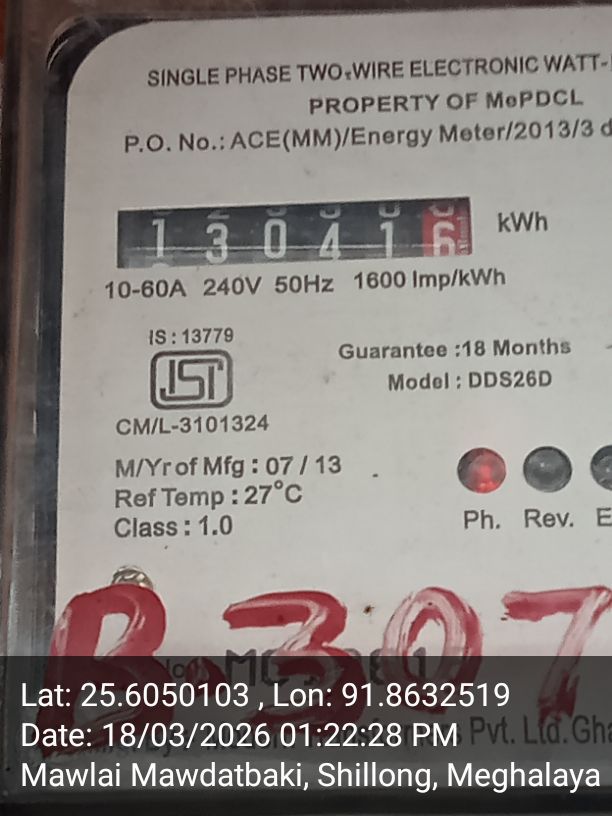 SINGLE PHASE TWO-WIRE ELECTRONIC WATT-
PROPERTY OF MePDCL
P.O. No.: ACE(MM)/Energy Meter/2013/3 d
1 3 0 4 1 6 kWh
10-60A 240V 50Hz 1600 Imp/kWh
IS : 13779
ISI
CM/L-3101324
Guarantee :18 Months
Model : DDS26D
M/Yr of Mfg : 07 / 13
Ref Temp : 27°C
Class : 1.0
Ph. Rev. E
B.307
Pvt. Ltd. Gha
Lat: 25.6050103 , Lon: 91.8632519
Date: 18/03/2026 01:22:28 PM
Mawlai Mawdatbaki, Shillong, Meghalaya